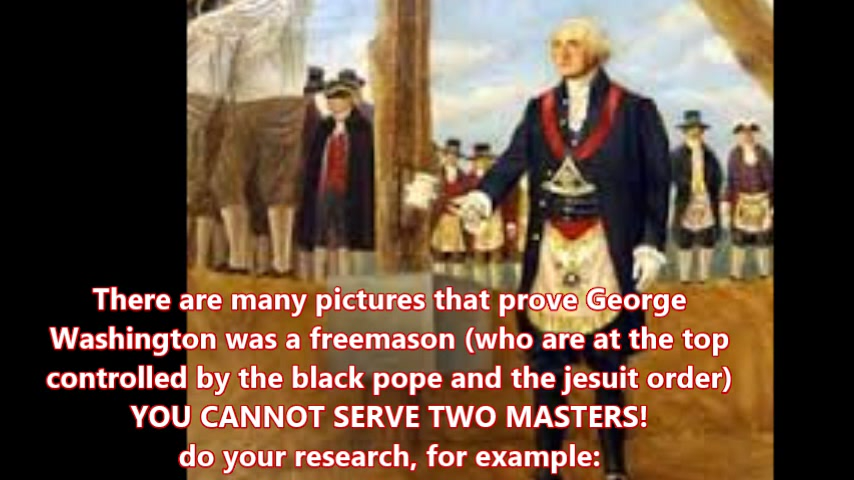 There are many pictures that prove George
Washington was a freemason (who are at the top
controlled by the black pope and the jesuit order)
YOU CANNOT SERVE TWO MASTERS!
do your research, for example: